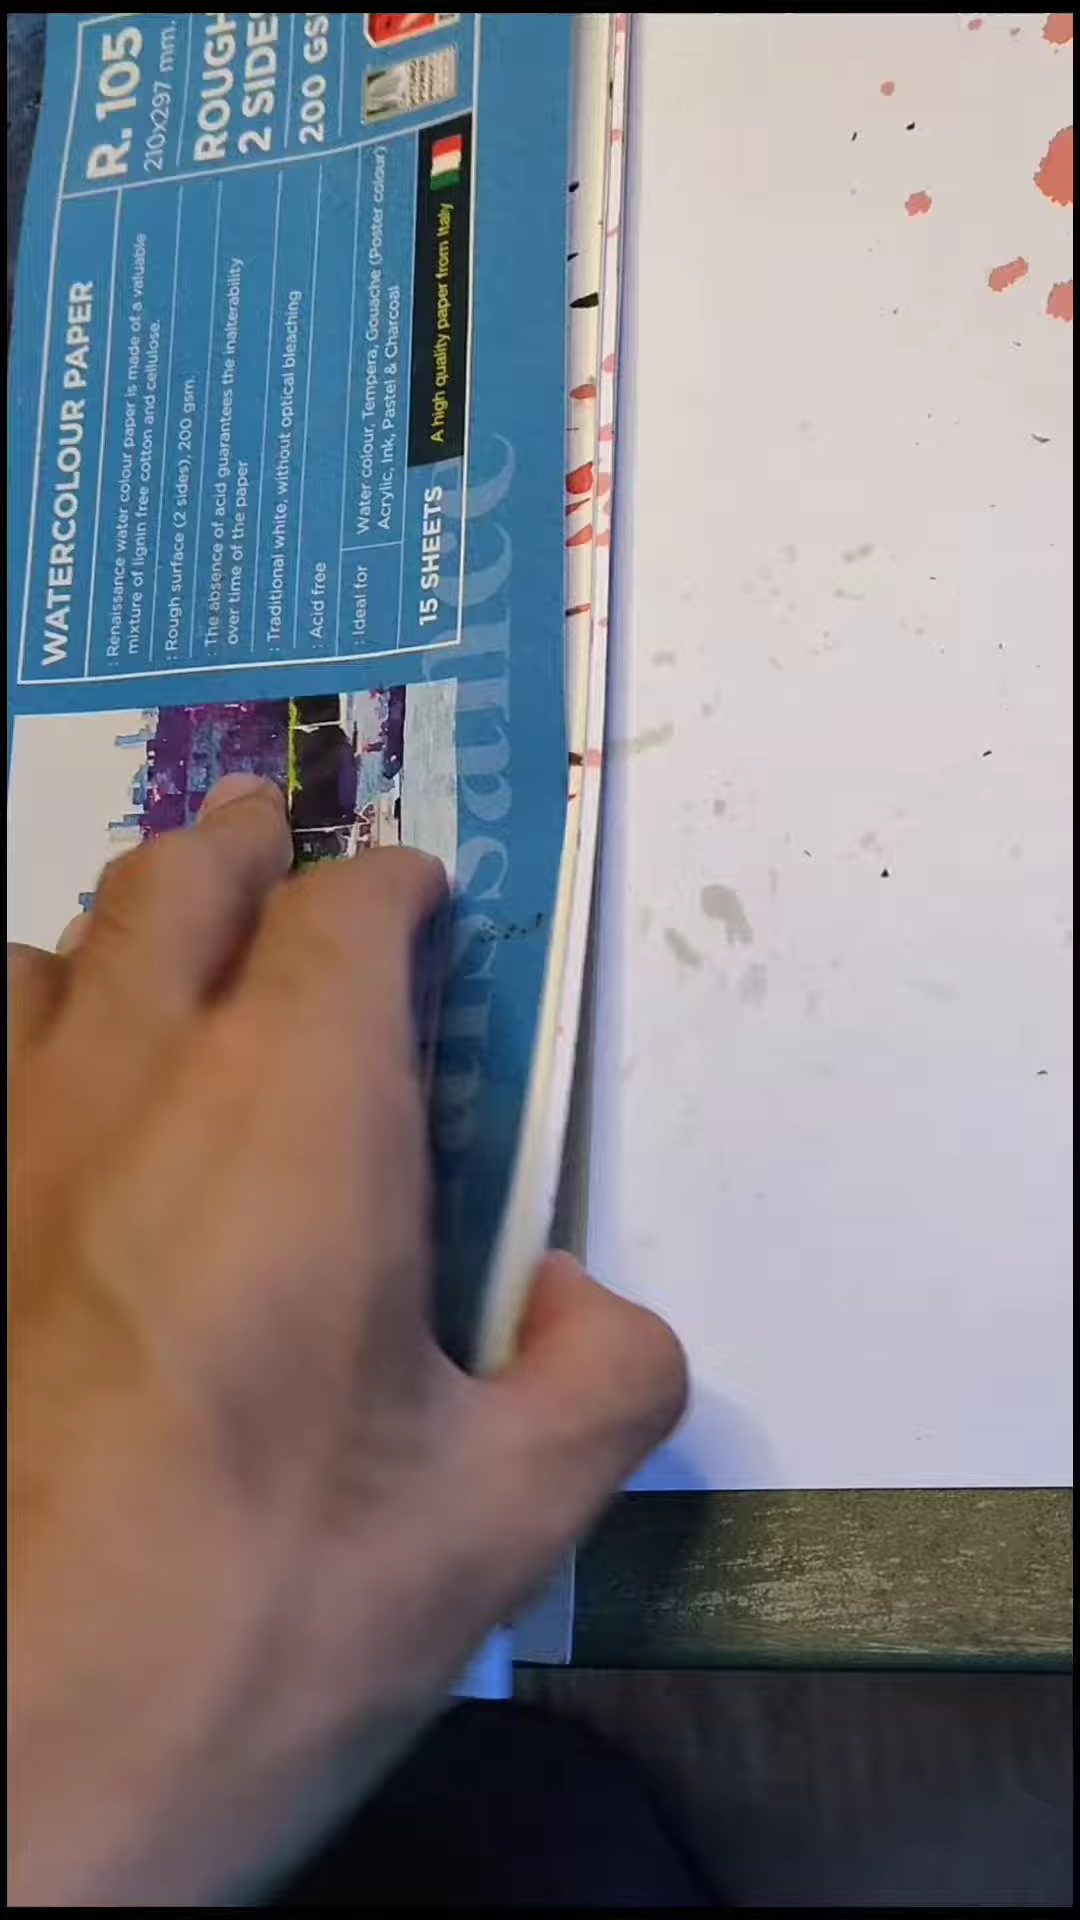 R. 105
210x297 mm.
ROUGH
2 SIDES
200 GS
WATERCOLOUR PAPER
: Renaissance water colour paper is made of a valuable
mixture of lignin free cotton and cellulose.
: Rough surface (2 sides), 200 gsm.
: The absence of acid guarantees the inalterability
over time of the paper
: Traditional white, without optical bleaching
: Acid free
: Ideal for
Water colour, Tempera, Gouache (Poster colour)
Acrylic, Ink, Pastel & Charcoal
15 SHEETS
A high quality paper from Italy
aissance